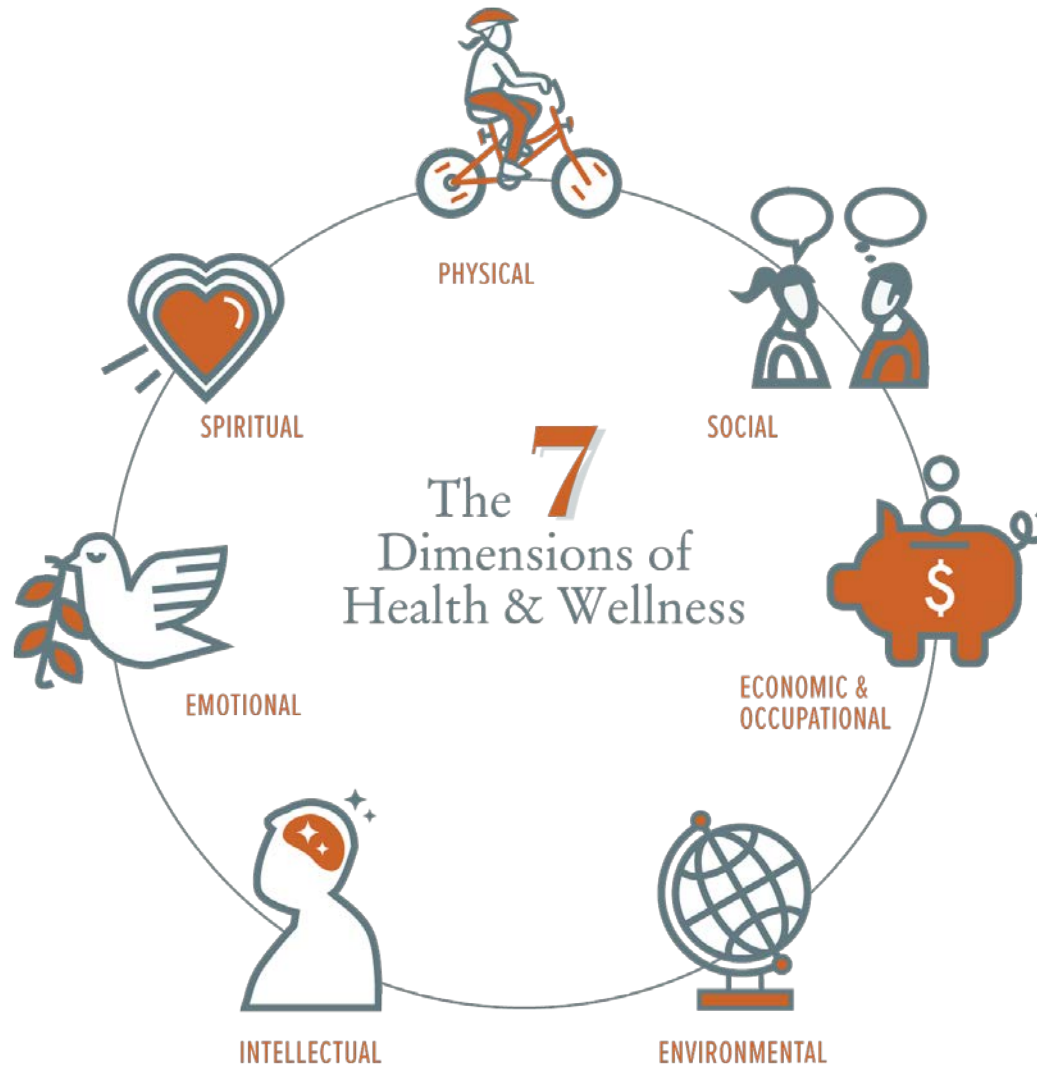 PHYSICAL
SOCIAL
SPIRITUAL
The 7
Dimensions of
Health & Wellness
$
ECONOMIC &
OCCUPATIONAL
EMOTIONAL
INTELLECTUAL
ENVIRONMENTAL